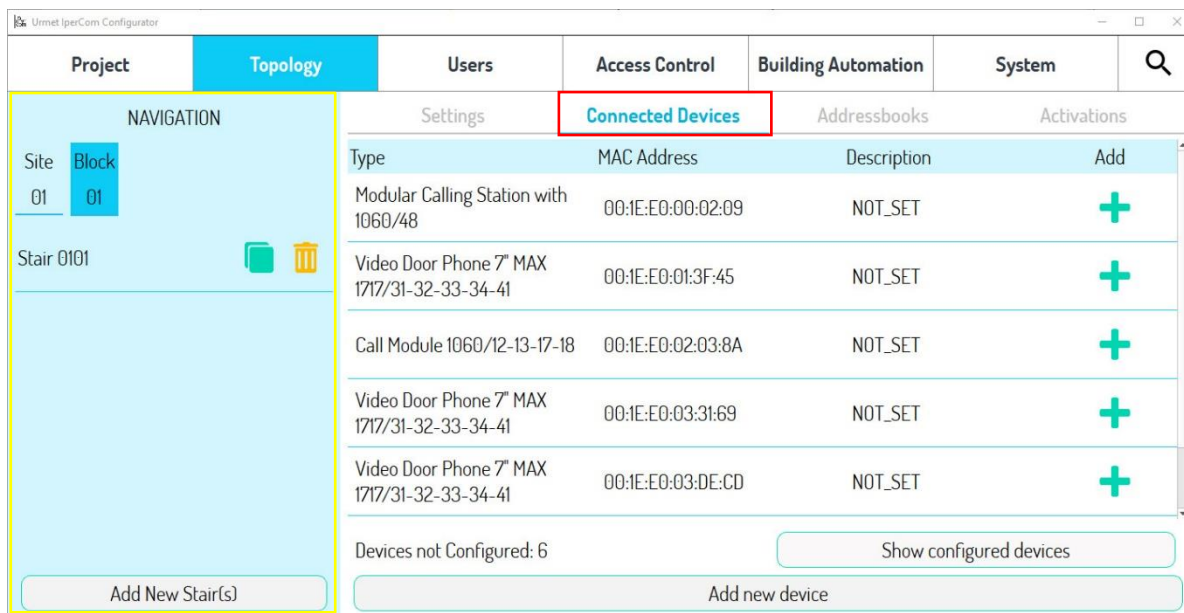 Urmet IperCom Configurator
Project Topology Users Access Control Building Automation System
NAVIGATION
Site Block
01 01
Stair 0101
Add New Stair(s)
Settings Connected Devices Addressbooks Activations
Type MAC Address Description Add
Modular Calling Station with
1060/48 00:1E:E0:00:02:09 NOT_SET
Video Door Phone 7" MAX
1717/31-32-33-34-41 00:1E:E0:01:3F:45 NOT_SET
Call Module 1060/12-13-17-18 00:1E:E0:02:03:8A NOT_SET
Video Door Phone 7" MAX
1717/31-32-33-34-41 00:1E:E0:03:31:69 NOT_SET
Video Door Phone 7" MAX
1717/31-32-33-34-41 00:1E:E0:03:DE:CD NOT_SET
Devices not Configured: 6 Show configured devices
Add new device